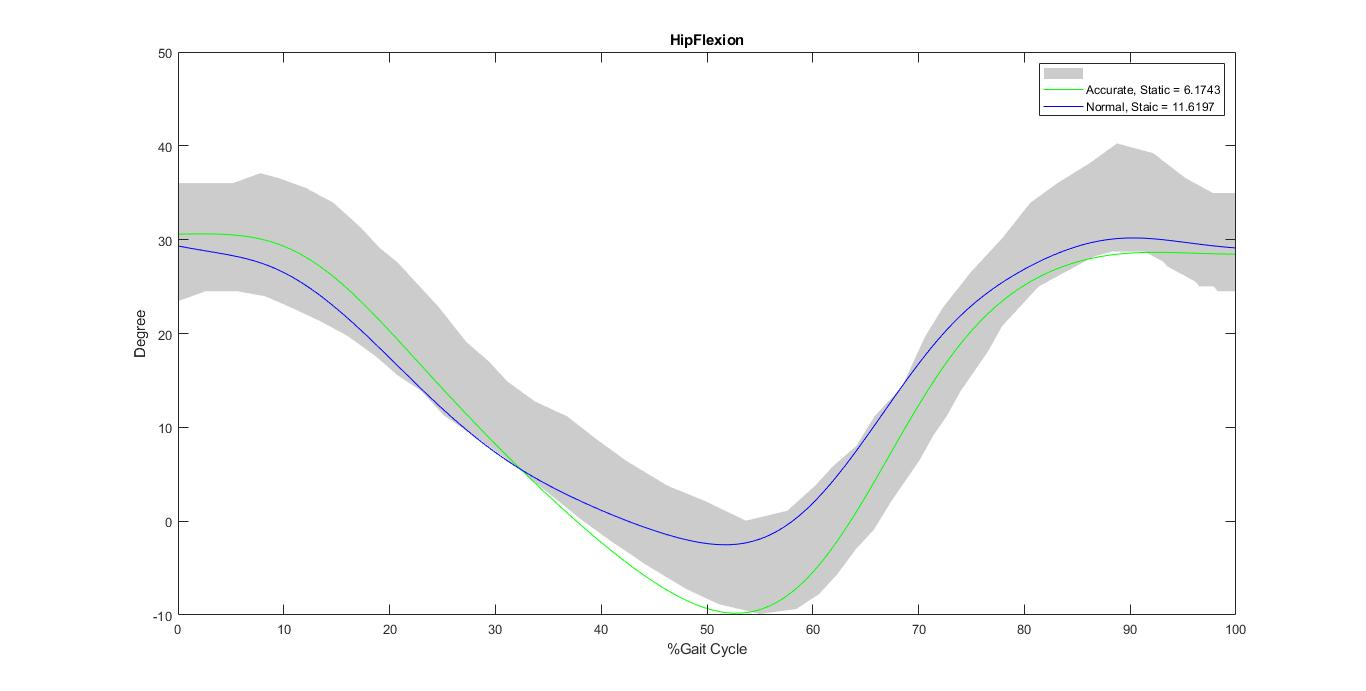 HipFlexion
50
40
30
20
10
0
-10
Degree
Accurate, Static = 6.1743
Normal, Staic = 11.6197
0 10 20 30 40 50 60 70 80 90 100
%Gait Cycle